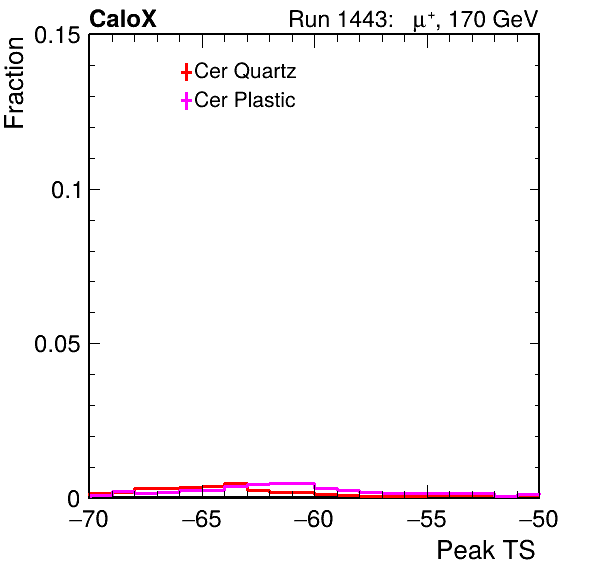 CaloX Run 1443: μ⁺, 170 GeV
Fraction
0.15
Cer Quartz
Cer Plastic
0.1
0.05
0
−70 −65 −60 −55 −50
Peak TS